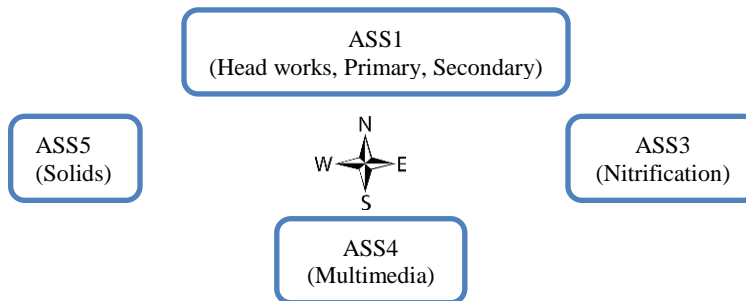 ASS1
(Head works, Primary, Secondary)
ASS5
(Solids)
N
W E
S
ASS3
(Nitrification)
ASS4
(Multimedia)